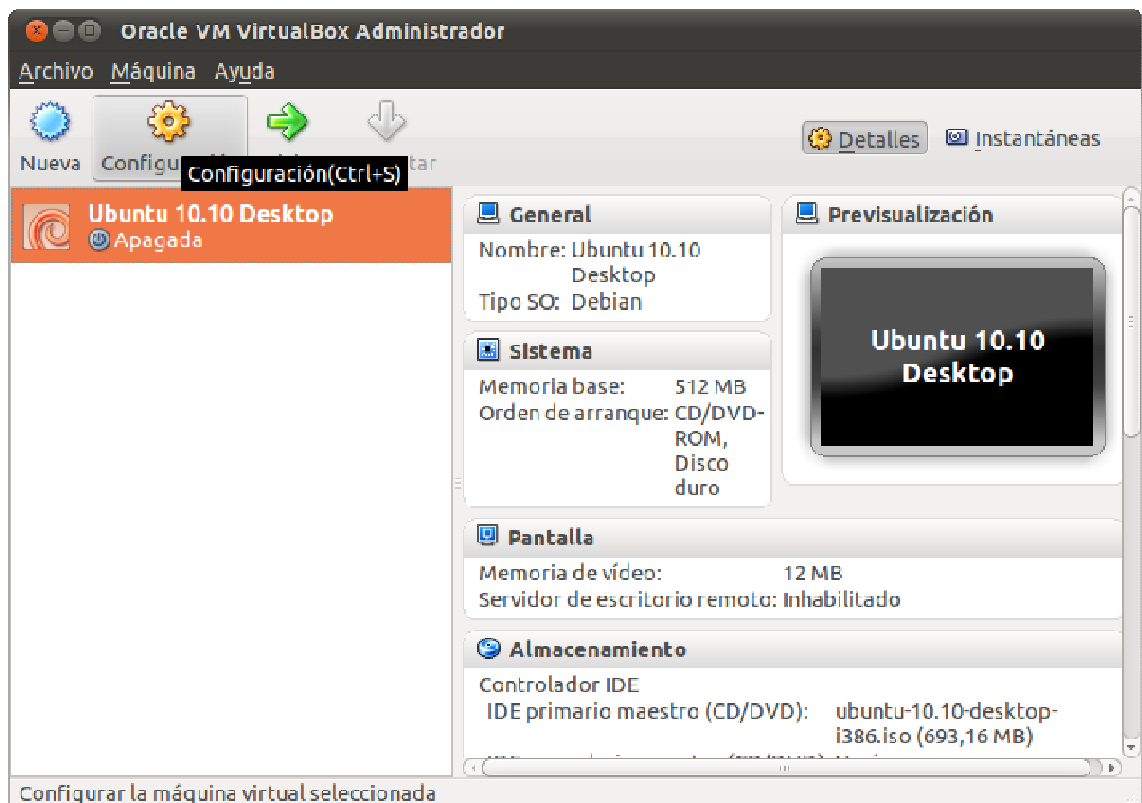 Oracle VM VirtualBox Administrador
Archivo Máquina Ayuda
Nueva
Configuración(Ctrl+S)
Detalles Instantáneas
Ubuntu 10.10 Desktop
Apagada
General
Nombre: Ubuntu 10.10
Desktop
Tipo SO: Debian
Sistema
Memoria base: 512 MB
Orden de arranque: CD/DVD-
ROM,
Disco
duro
Previsualización
Ubuntu 10.10
Desktop
Pantalla
Memoria de vídeo: 12 MB
Servidor de escritorio remoto: Inhabilitado
Almacenamiento
Controlador IDE
IDE primario maestro (CD/DVD): ubuntu-10.10-desktop-
i386.iso (693,16 MB)
Configurar la máquina virtual seleccionada